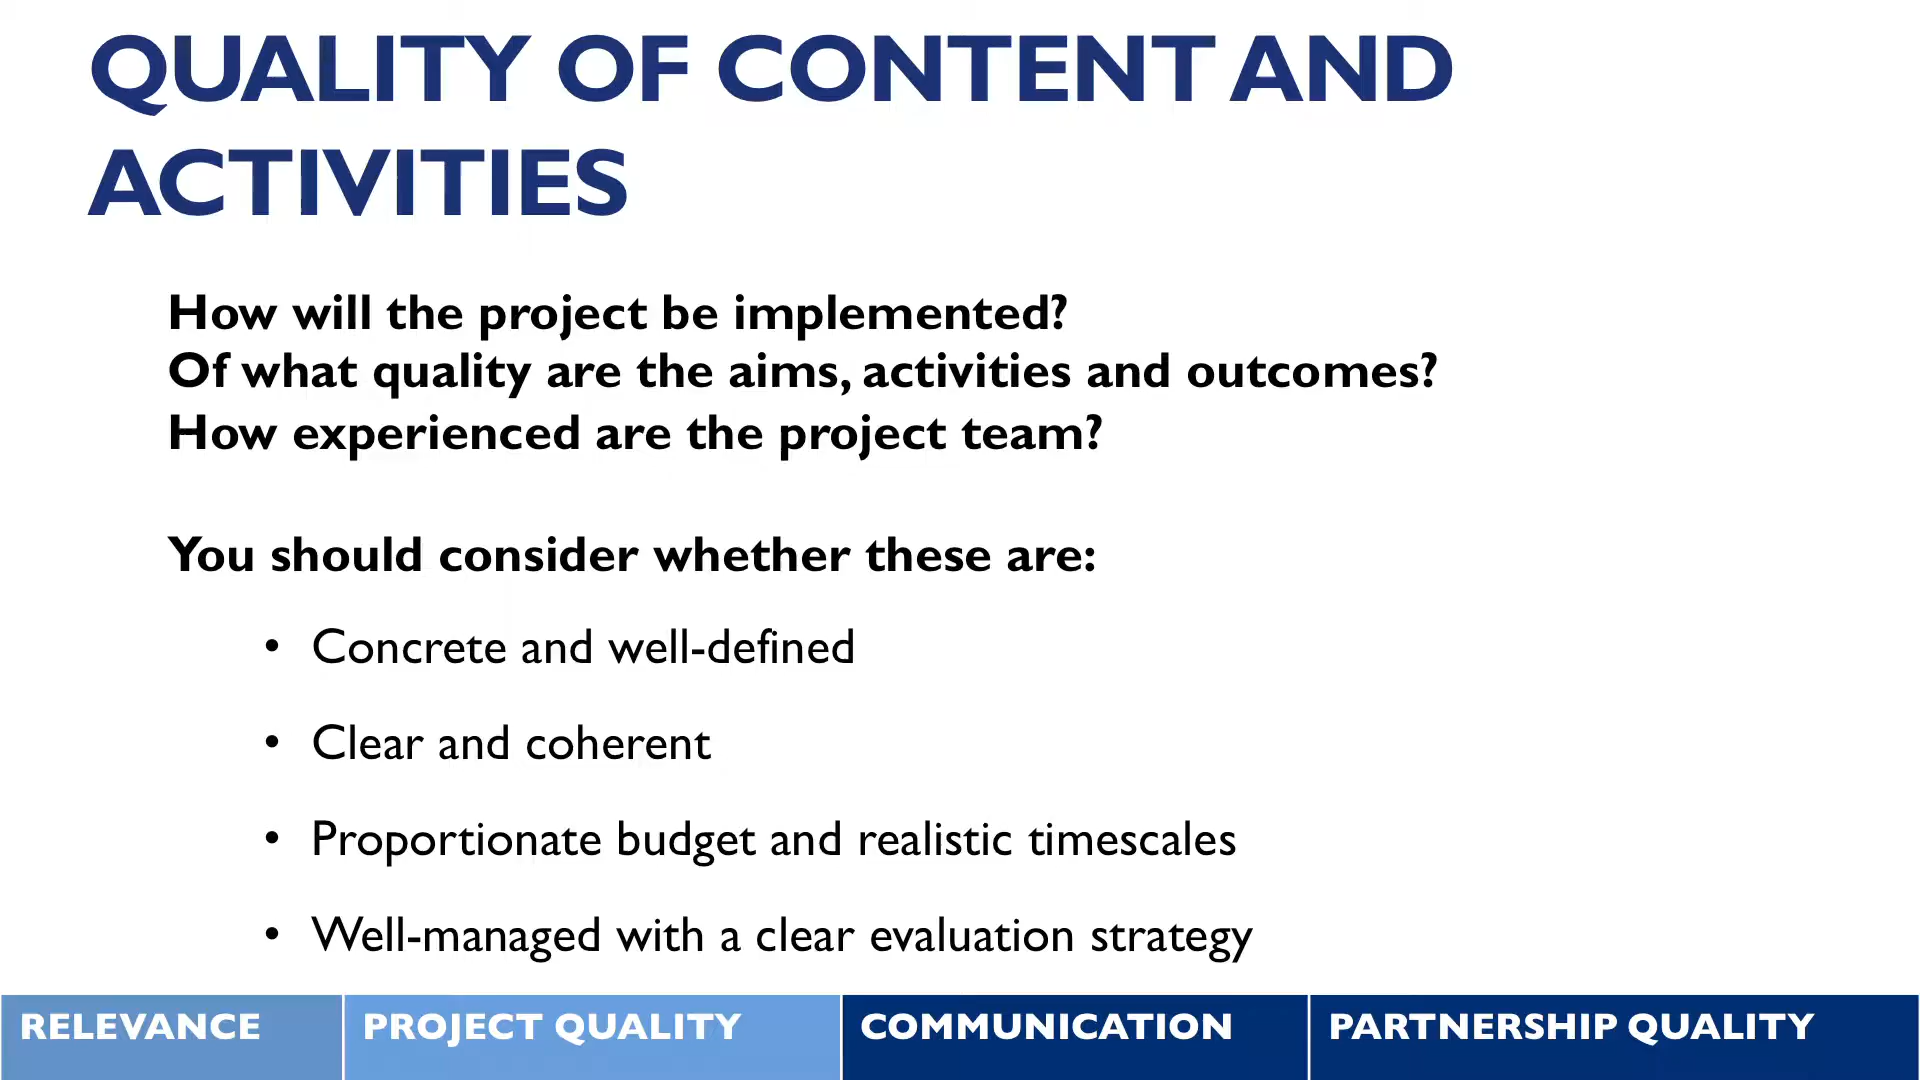 QUALITY OF CONTENT AND
ACTIVITIES
How will the project be implemented?
Of what quality are the aims, activities and outcomes?
How experienced are the project team?
You should consider whether these are:
• Concrete and well-defined
• Clear and coherent
• Proportionate budget and realistic timescales
• Well-managed with a clear evaluation strategy
RELEVANCE PROJECT QUALITY COMMUNICATION PARTNERSHIP QUALITY